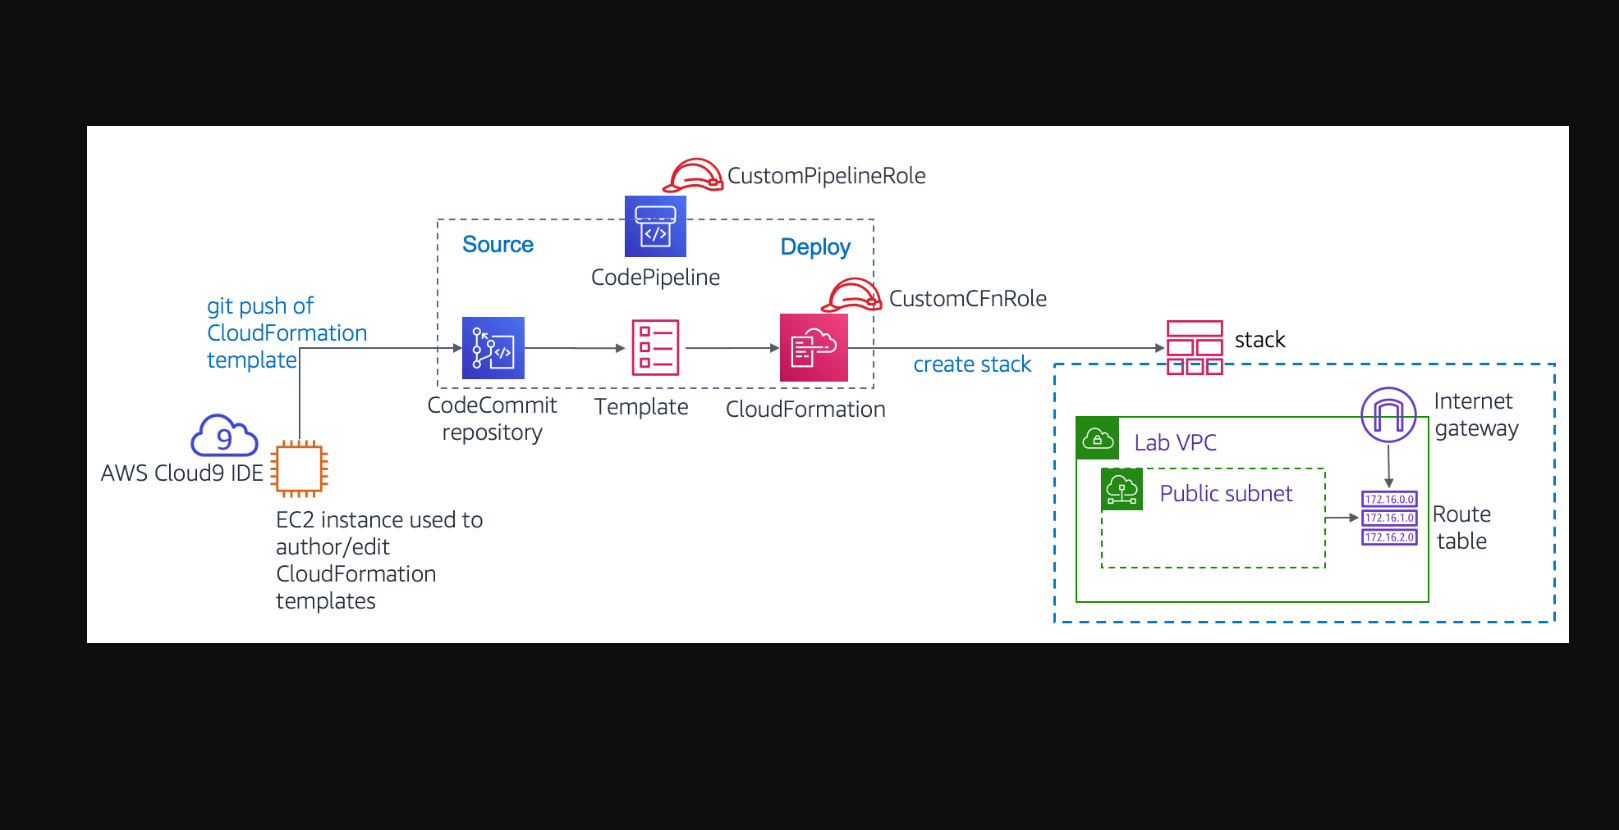 CustomPipelineRole
Source
Deploy
CodePipeline
git push of
CloudFormation
template
CustomCFnRole
create stack
stack
CodeCommit
repository
Template
CloudFormation
9
AWS Cloud9 IDE
EC2 instance used to
author/edit
CloudFormation
templates
Internet
gateway
Lab VPC
Public subnet
172.16.0.0
172.16.1.0
172.16.2.0
Route
table